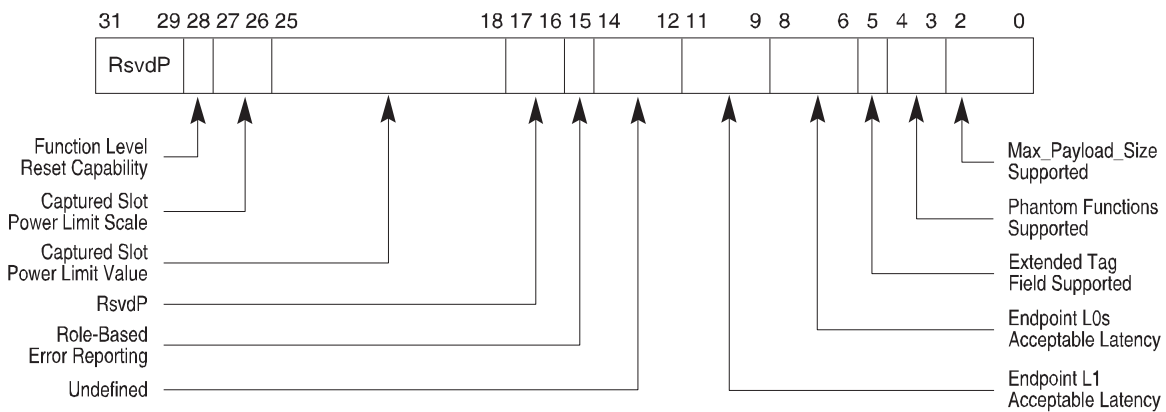 31 29 28 27 26 25 18 17 16 15 14 12 11 9 8 6 5 4 3 2 0
RsvdP
Function Level
Reset Capability
Captured Slot
Power Limit Scale
Captured Slot
Power Limit Value
RsvdP
Role-Based
Error Reporting
Undefined
Max_Payload_Size
Supported
Phantom Functions
Supported
Extended Tag
Field Supported
Endpoint L0s
Acceptable Latency
Endpoint L1
Acceptable Latency